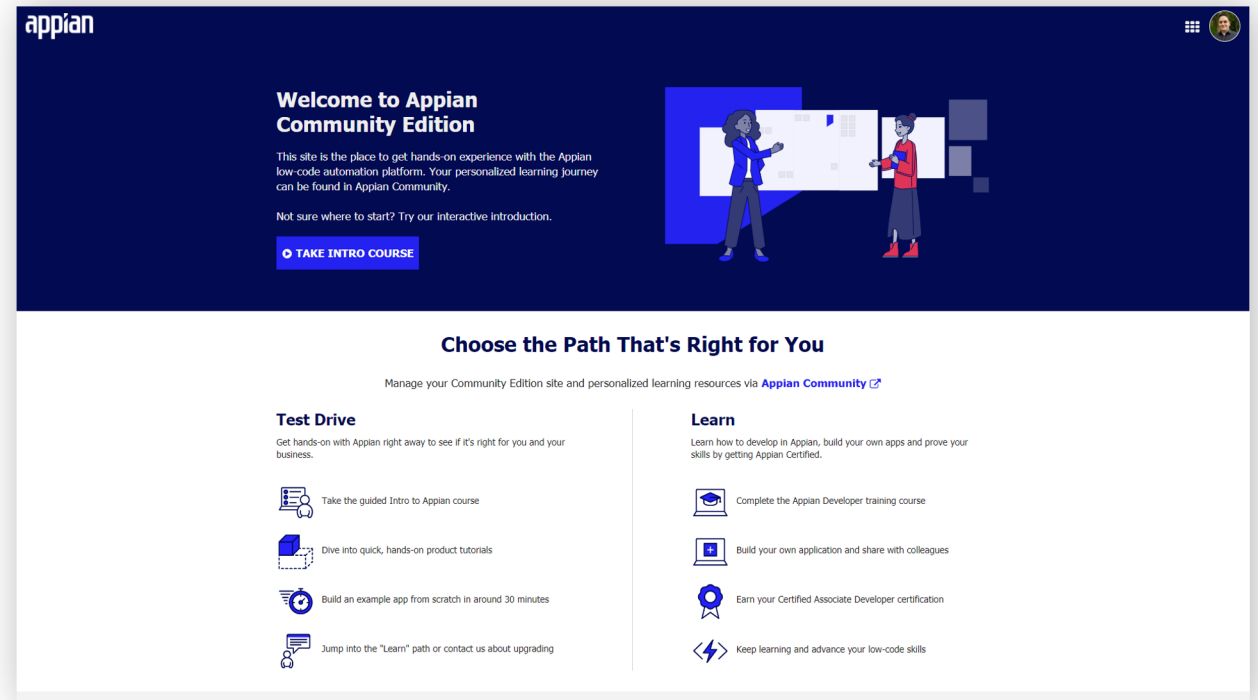 appian
Welcome to Appian
Community Edition
This site is the place to get hands-on experience with the Appian
low-code automation platform. Your personalized learning journey
can be found in Appian Community.
Not sure where to start? Try our interactive introduction.
TAKE INTRO COURSE
Choose the Path That's Right for You
Manage your Community Edition site and personalized learning resources via Appian Community
Test Drive
Get hands-on with Appian right away to see if it's right for you and your
business.
Take the guided Intro to Appian course
Dive into quick, hands-on product tutorials
Build an example app from scratch in around 30 minutes
Jump into the "Learn" path or contact us about upgrading
Learn
Learn how to develop in Appian, build your own apps and prove your
skills by getting Appian Certified.
Complete the Appian Developer training course
Build your own application and share with colleagues
Earn your Certified Associate Developer certification
Keep learning and advance your low-code skills